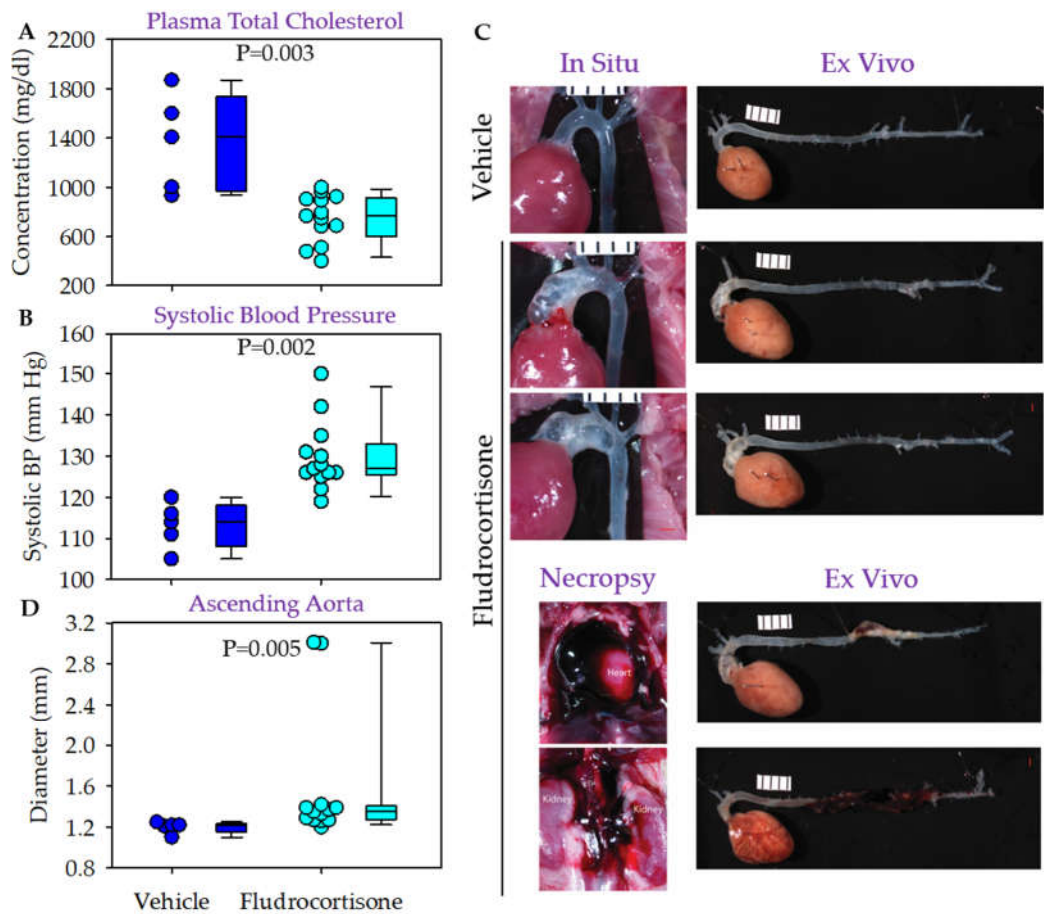 A
Plasma Total Cholesterol
P=0.003
Concentration (mg/dl)
2200
1800
1400
1000
600
200
B
Systolic Blood Pressure
P=0.002
Systolic BP (mm Hg)
160
150
140
130
120
110
100
D
Ascending Aorta
P=0.005
Diameter (mm)
3.2
2.8
2.4
2.0
1.6
1.2
0.8
Vehicle
Fludrocortisone
C
In Situ
Ex Vivo
Vehicle
Fludrocortisone
Necropsy
Ex Vivo
Heart
Kidney
Kidney